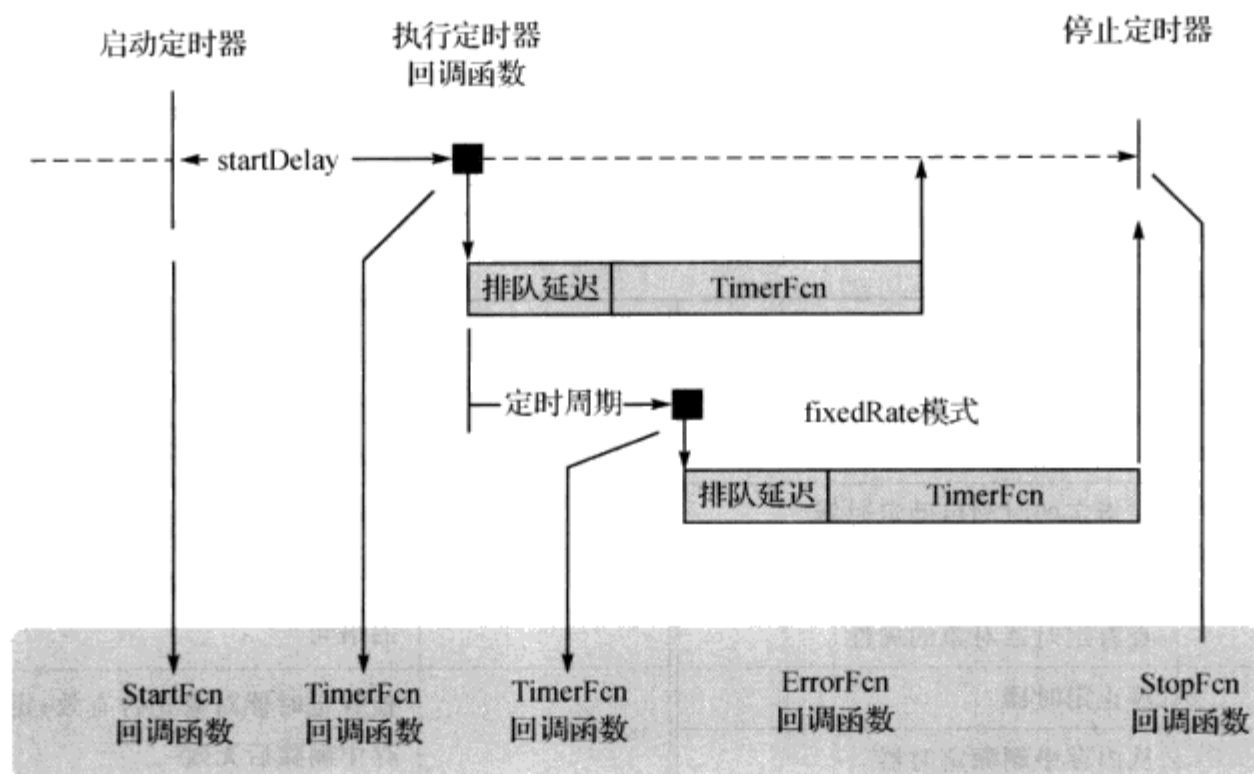 启动定时器
执行定时器
回调函数
停止定时器
startDelay
排队延迟
TimerFcn
定时周期
fixedRate模式
排队延迟
TimerFcn
StartFcn
回调函数
TimerFcn
回调函数
TimerFcn
回调函数
ErrorFcn
回调函数
StopFcn
回调函数